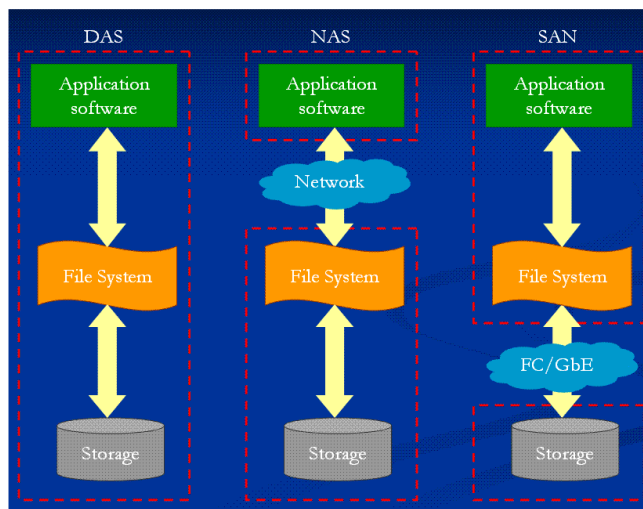 DAS
NAS
SAN
Application
software
Application
software
Application
software
Network
File System
File System
File System
FC/GbE
Storage
Storage
Storage